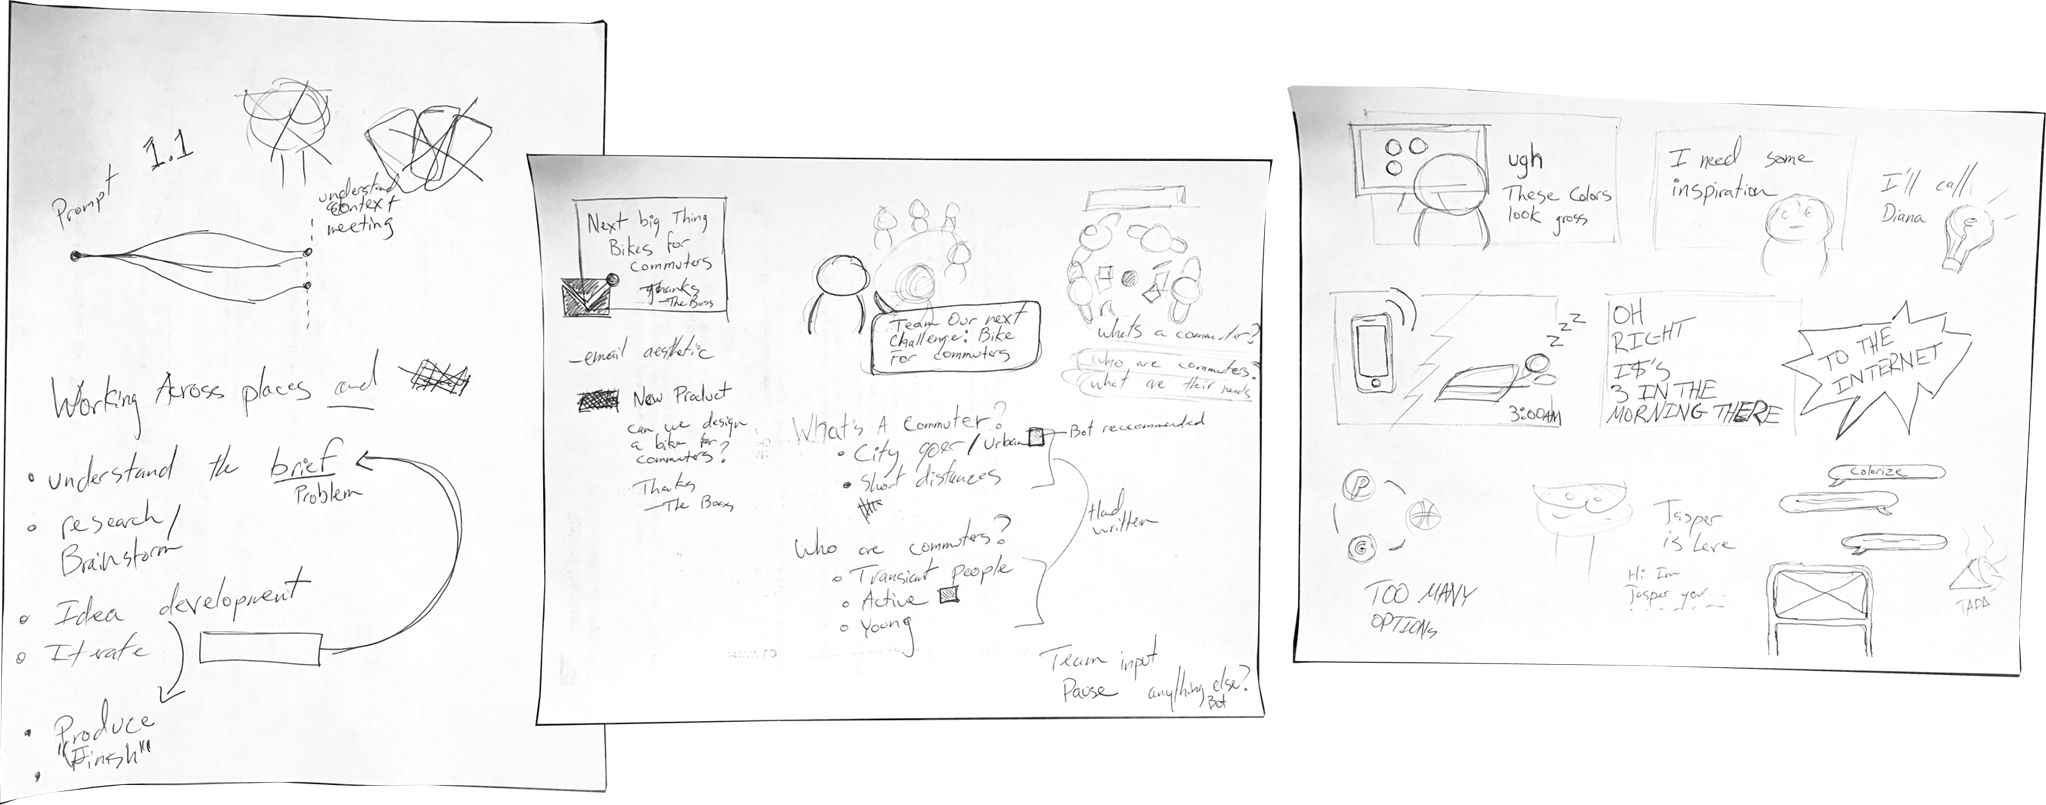 Prompt 1.1
understand
context
meeting
Working Across places and
understand the brief
Problem
research/
Brainstorm
Idea development
Iterate
Produce
"Finish"
Next big Thing
Bikes for
commuters
Thanks
-The Boss
-email aesthetic
New Product
can we design
a bike for
commuters?
Thanks
-The Boss
Team Our next
challenge: Bike
For commuters
whats a commuter?
who are commuters?
what are their needs
What's A Commuter?
City goer/Urban
Bot reccommended
Short distances
Hand
written
Who are commuters?
Transient people
Active
Young
Team input
Pause anything else?
Bot
ugh
These Colors
look gross
I need some
inspiration
I'll call
Diana
zzz
3:00AM
OH
RIGHT
IT'S
3 IN THE
MORNING THERE
TO THE
INTERNET
P
G
TOO MANY
OPTIONS
Jasper
is here
Hi Im
Jasper your...
Colorize
TADA